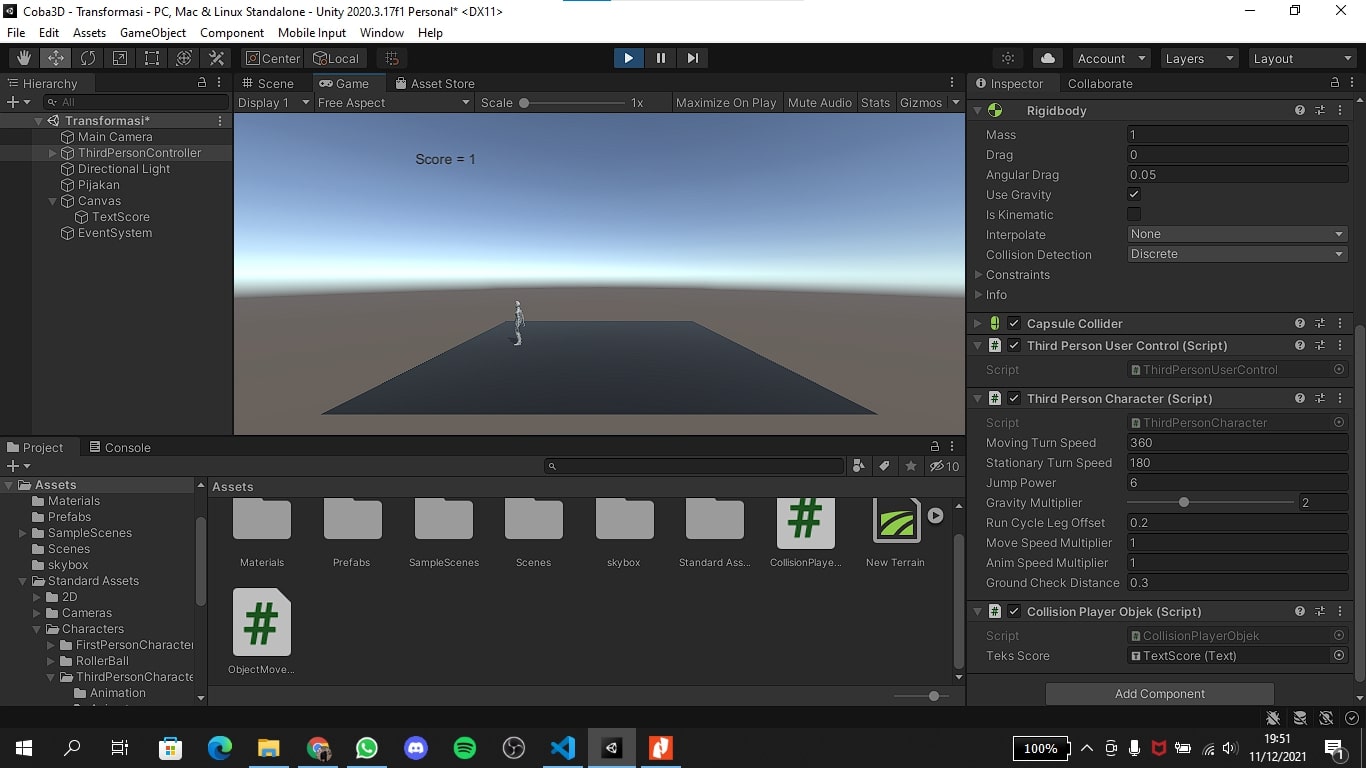 Coba3D - Transformasi - PC, Mac & Linux Standalone - Unity 2020.3.17f1 Personal* <DX11>
File Edit Assets GameObject Component Mobile Input Window Help
Center Local Account Layers Layout
Hierarchy
All
Transformasi*
Main Camera
ThirdPersonController
Directional Light
Pijakan
Canvas
TextScore
EventSystem
Scene Game Asset Store
Display 1 Free Aspect Scale 1x Maximize On Play Mute Audio Stats Gizmos
Score = 1
Inspector Collaborate
Rigidbody
Mass 1
Drag 0
Angular Drag 0.05
Use Gravity
Is Kinematic
Interpolate None
Collision Detection Discrete
Constraints
Info
Capsule Collider
Third Person User Control (Script)
Script ThirdPersonUserControl
Third Person Character (Script)
Script ThirdPersonCharacter
Moving Turn Speed 360
Stationary Turn Speed 180
Jump Power 6
Gravity Multiplier 2
Run Cycle Leg Offset 0.2
Move Speed Multiplier 1
Anim Speed Multiplier 1
Ground Check Distance 0.3
Collision Player Objek (Script)
Script CollisionPlayerObjek
Teks Score TextScore (Text)
Add Component
Project Console
10
Assets
Materials
Prefabs
SampleScenes
Scenes
skybox
Standard Assets
2D
Cameras
Characters
FirstPersonCharacter
RollerBall
ThirdPersonCharacte
Animation
Assets
Materials Prefabs SampleScenes Scenes skybox Standard Ass... CollisionPlaye... New Terrain
ObjectMove...
100%
19:51
11/12/2021
1